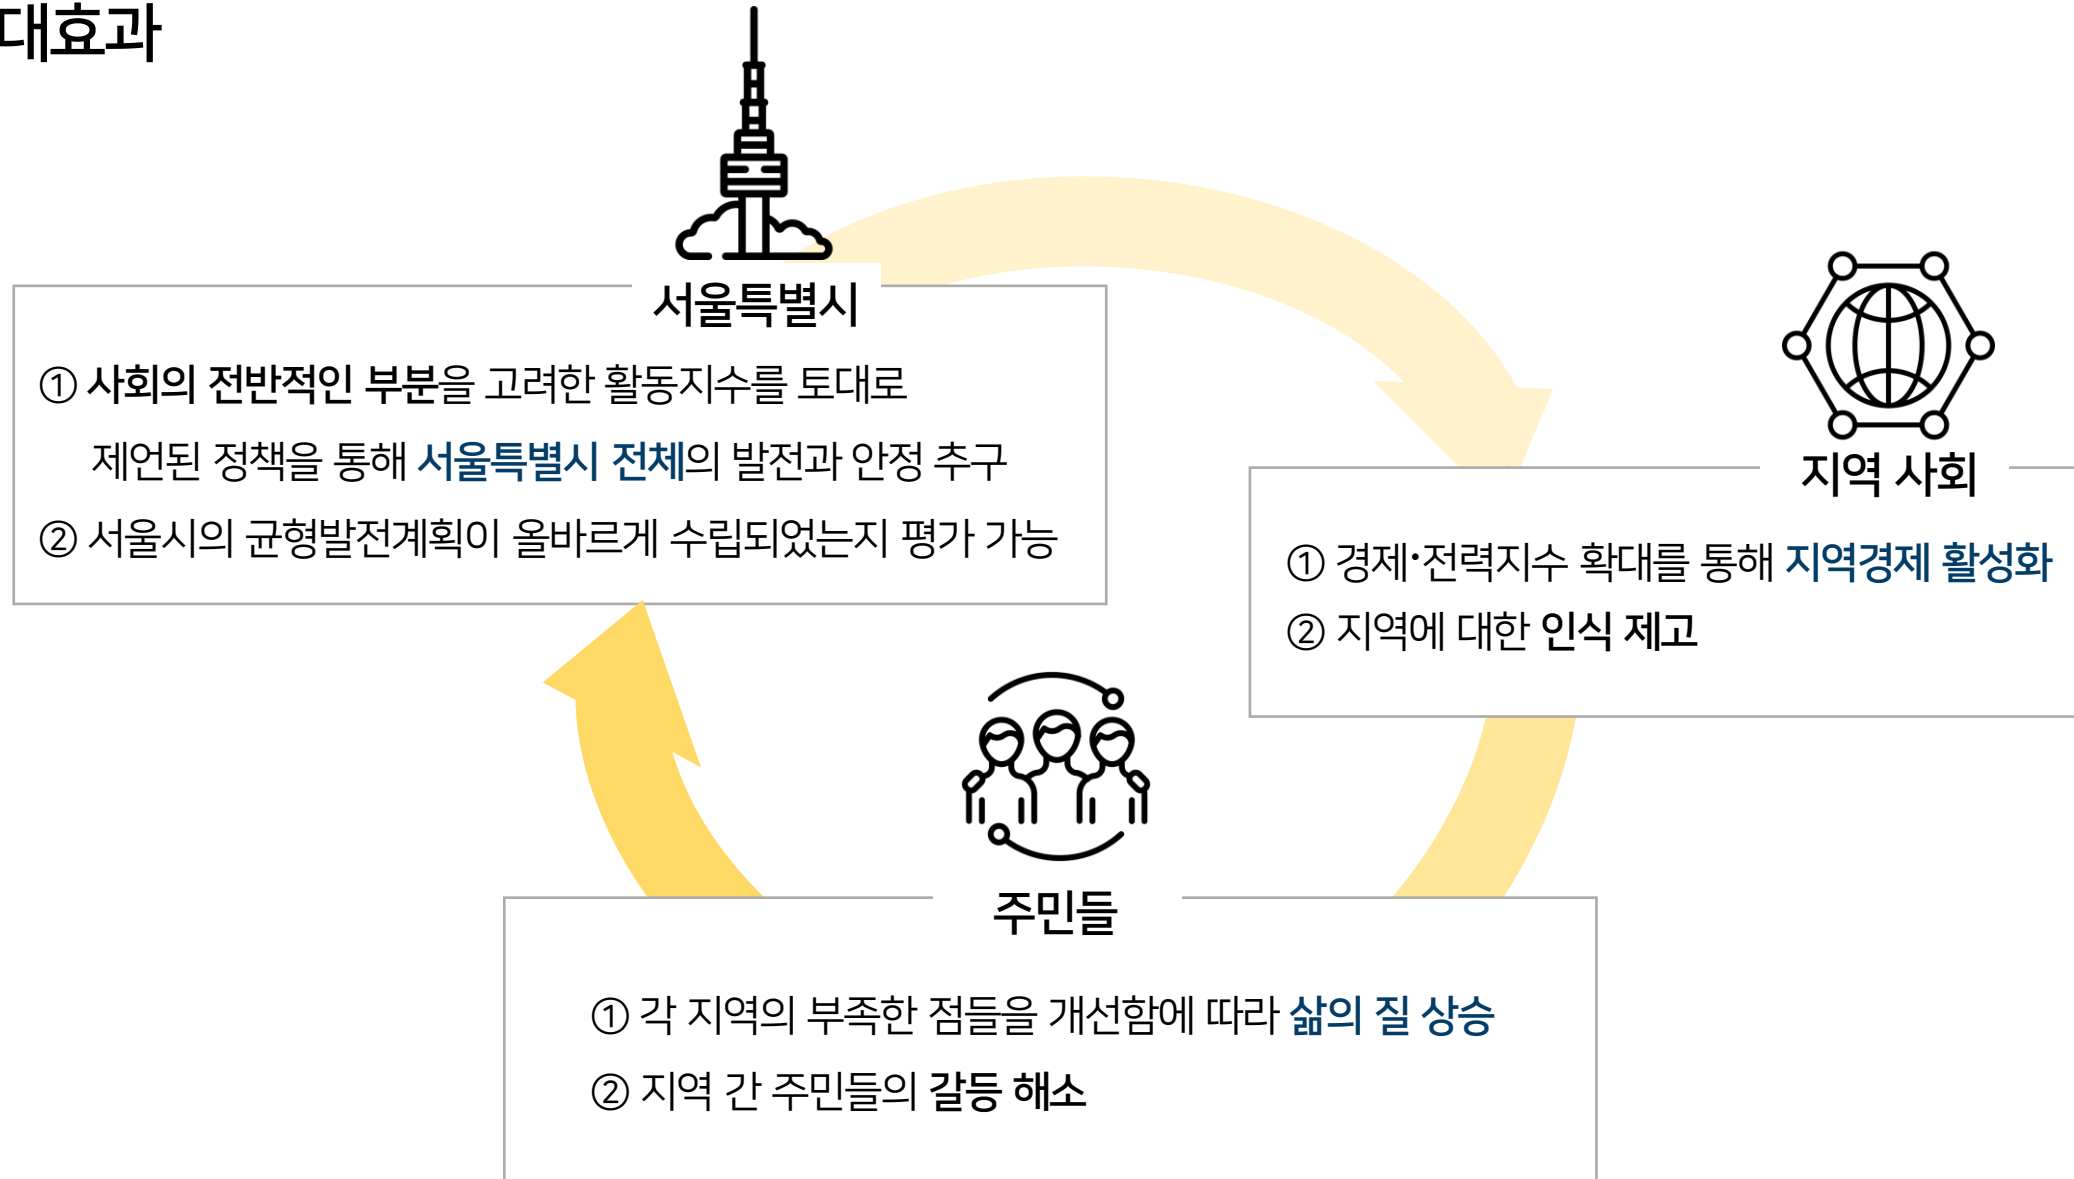 대효과
서울특별시
① 사회의 전반적인 부분을 고려한 활동지수를 토대로
제언된 정책을 통해 서울특별시 전체의 발전과 안정 추구
② 서울시의 균형발전계획이 올바르게 수립되었는지 평가 가능
지역 사회
① 경제·전력지수 확대를 통해 지역경제 활성화
② 지역에 대한 인식 제고
주민들
① 각 지역의 부족한 점들을 개선함에 따라 삶의 질 상승
② 지역 간 주민들의 갈등 해소